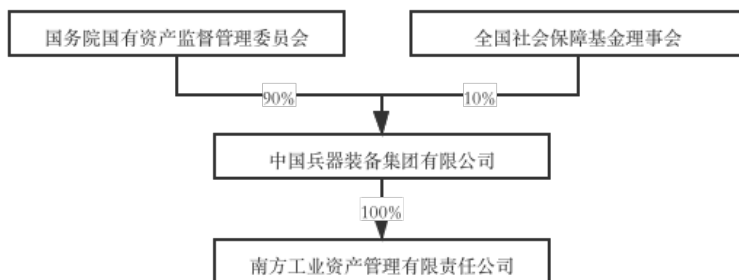 国务院国有资产监督管理委员会
全国社会保障基金理事会
90%
10%
中国兵器装备集团有限公司
100%
南方工业资产管理有限责任公司